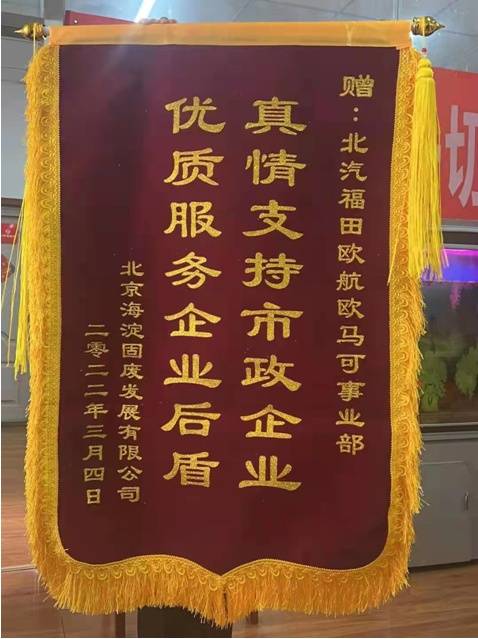 赠：北汽福田欧航欧马可事业部
真情支持市政企业
优质服务企业后盾
北京海淀固废发展有限公司
二零二二年三月四日
切